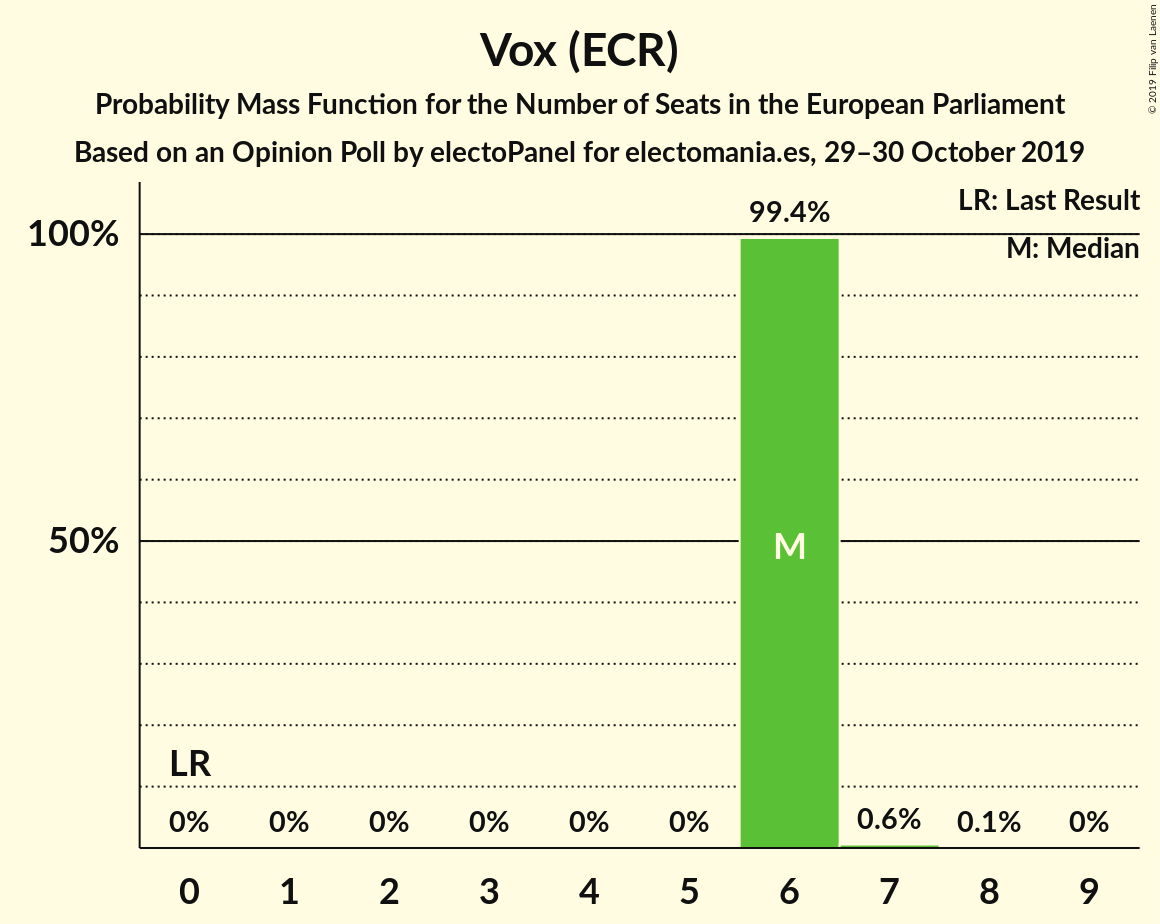 Vox (ECR)
Probability Mass Function for the Number of Seats in the European Parliament
Based on an Opinion Poll by electoPanel for electomania.es, 29–30 October 2019
© 2019 Filip van Laenen
LR: Last Result
M: Median
99.4%
100%
50%
M
LR
0% 0% 0% 0% 0% 0% 0.6% 0.1% 0%
0 1 2 3 4 5 6 7 8 9